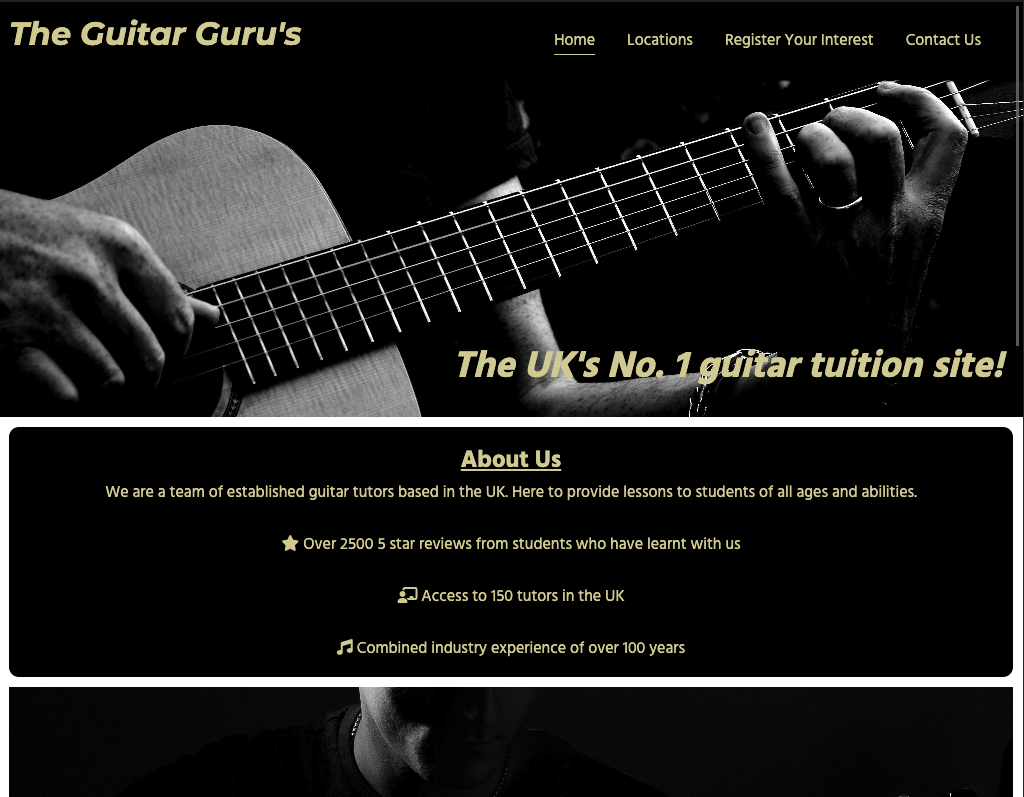 The Guitar Guru's
Home Locations Register Your Interest Contact Us
The UK's No. 1 guitar tuition site!
About Us
We are a team of established guitar tutors based in the UK. Here to provide lessons to students of all ages and abilities.
Over 2500 5 star reviews from students who have learnt with us
Access to 150 tutors in the UK
Combined industry experience of over 100 years